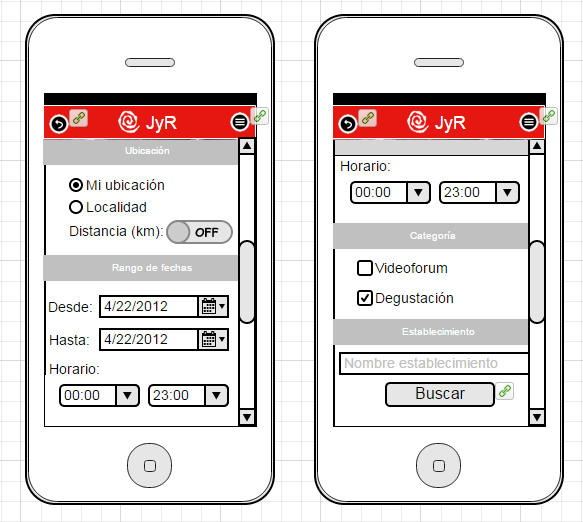 JyR
Ubicación
Mi ubicación
Localidad
Distancia (km): OFF
Rango de fechas
Desde: 4/22/2012
Hasta: 4/22/2012
Horario:
00:00 23:00
JyR
Horario:
00:00 23:00
Categoría
Videoforum
Degustación
Establecimiento
Nombre establecimiento
Buscar